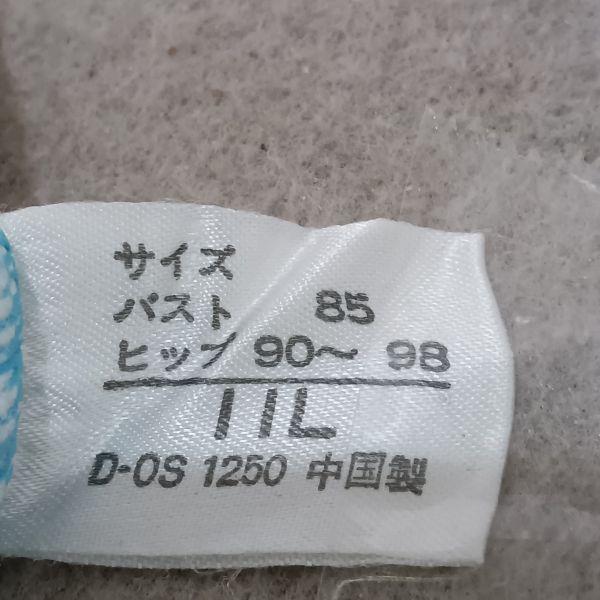 サイズ
バスト 85
ヒップ 90〜 98
11L
D-OS 1250 中国製